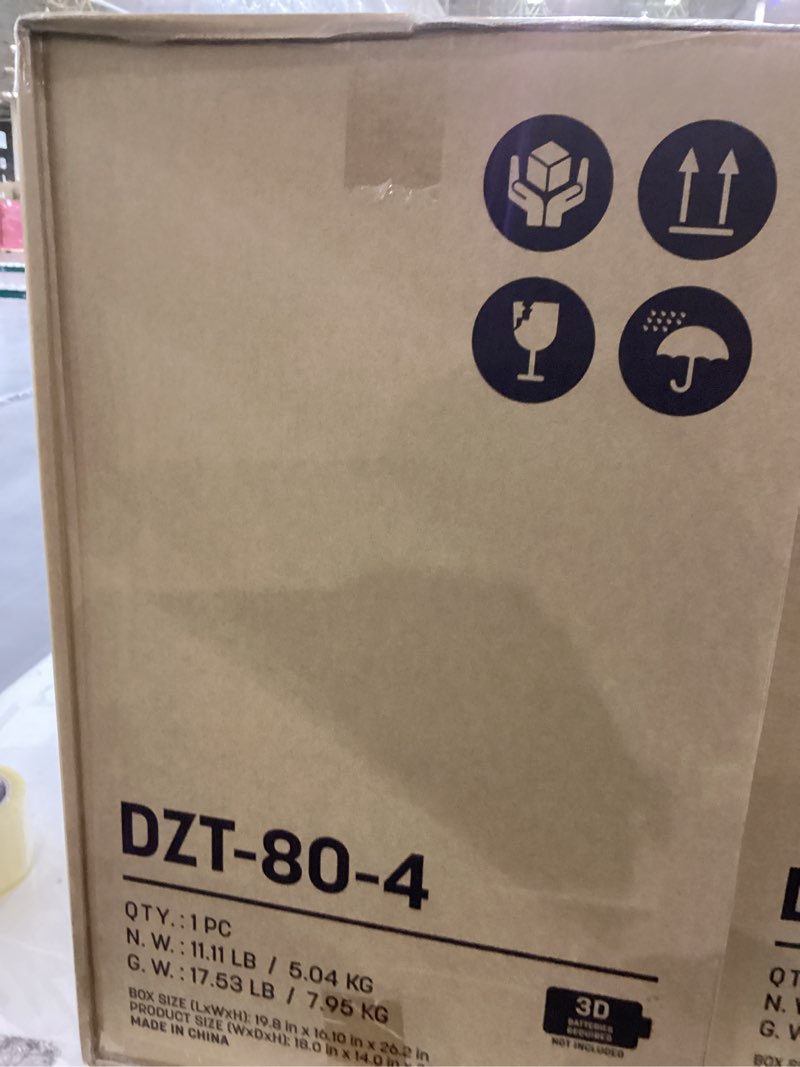 DZT-80-4
QTY.: 1 PC
N. W. : 11.11 LB / 5.04 KG
G. W. : 17.53 LB / 7.95 KG
BOX SIZE (LxWxH): 19.8 in x 16.10 in x 26.2 in
PRODUCT SIZE (WxDxH): 18.0 in x 14.0 in x
MADE IN CHINA
3D
BATTERIES
REQUIRED
NOT INCLUDED
D
QT
N. W
G. W
BOX S